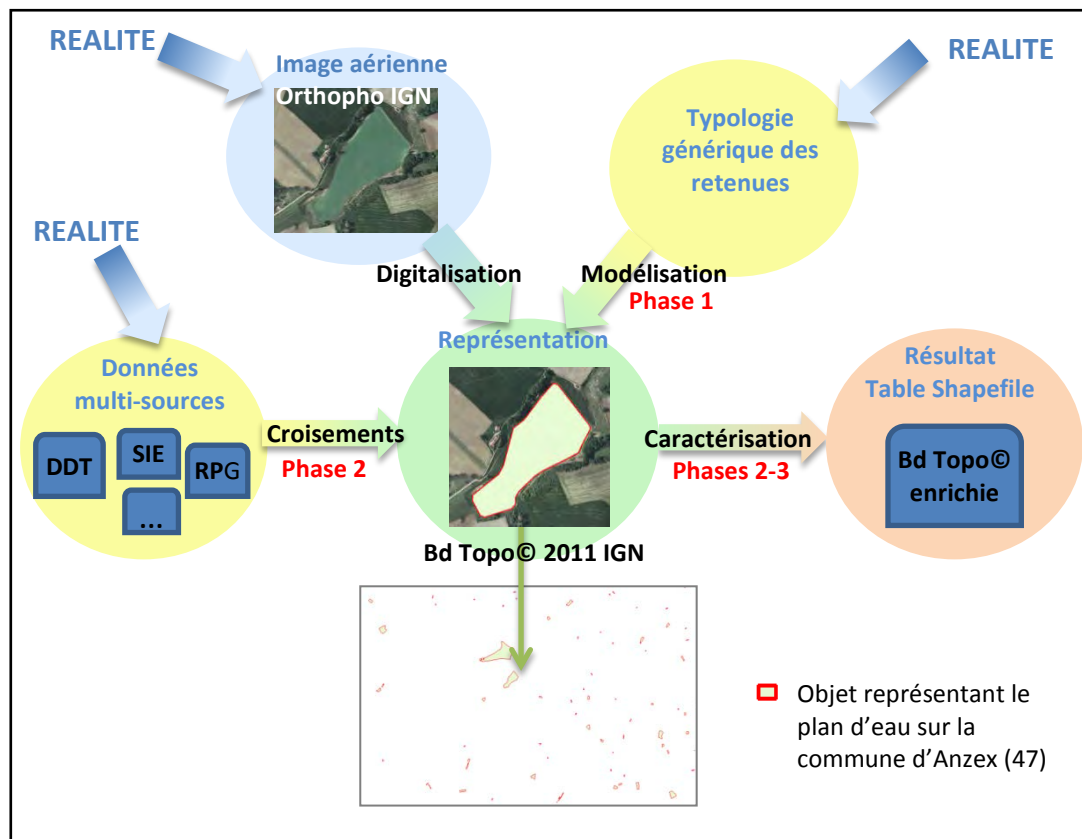 REALITE
Image aérienne
Orthopho IGN
REALITE
Typologie
générique des
retenues
REALITE
Digitalisation
Modélisation
Phase 1
Données
multi-sources
DDT
SIE
RPG
...
Croisements
Phase 2
Représentation
Bd Topo© 2011 IGN
Caractérisation
Phases 2-3
Résultat
Table Shapefile
Bd Topo©
enrichie
Objet représentant le
plan d’eau sur la
commune d’Anzex (47)